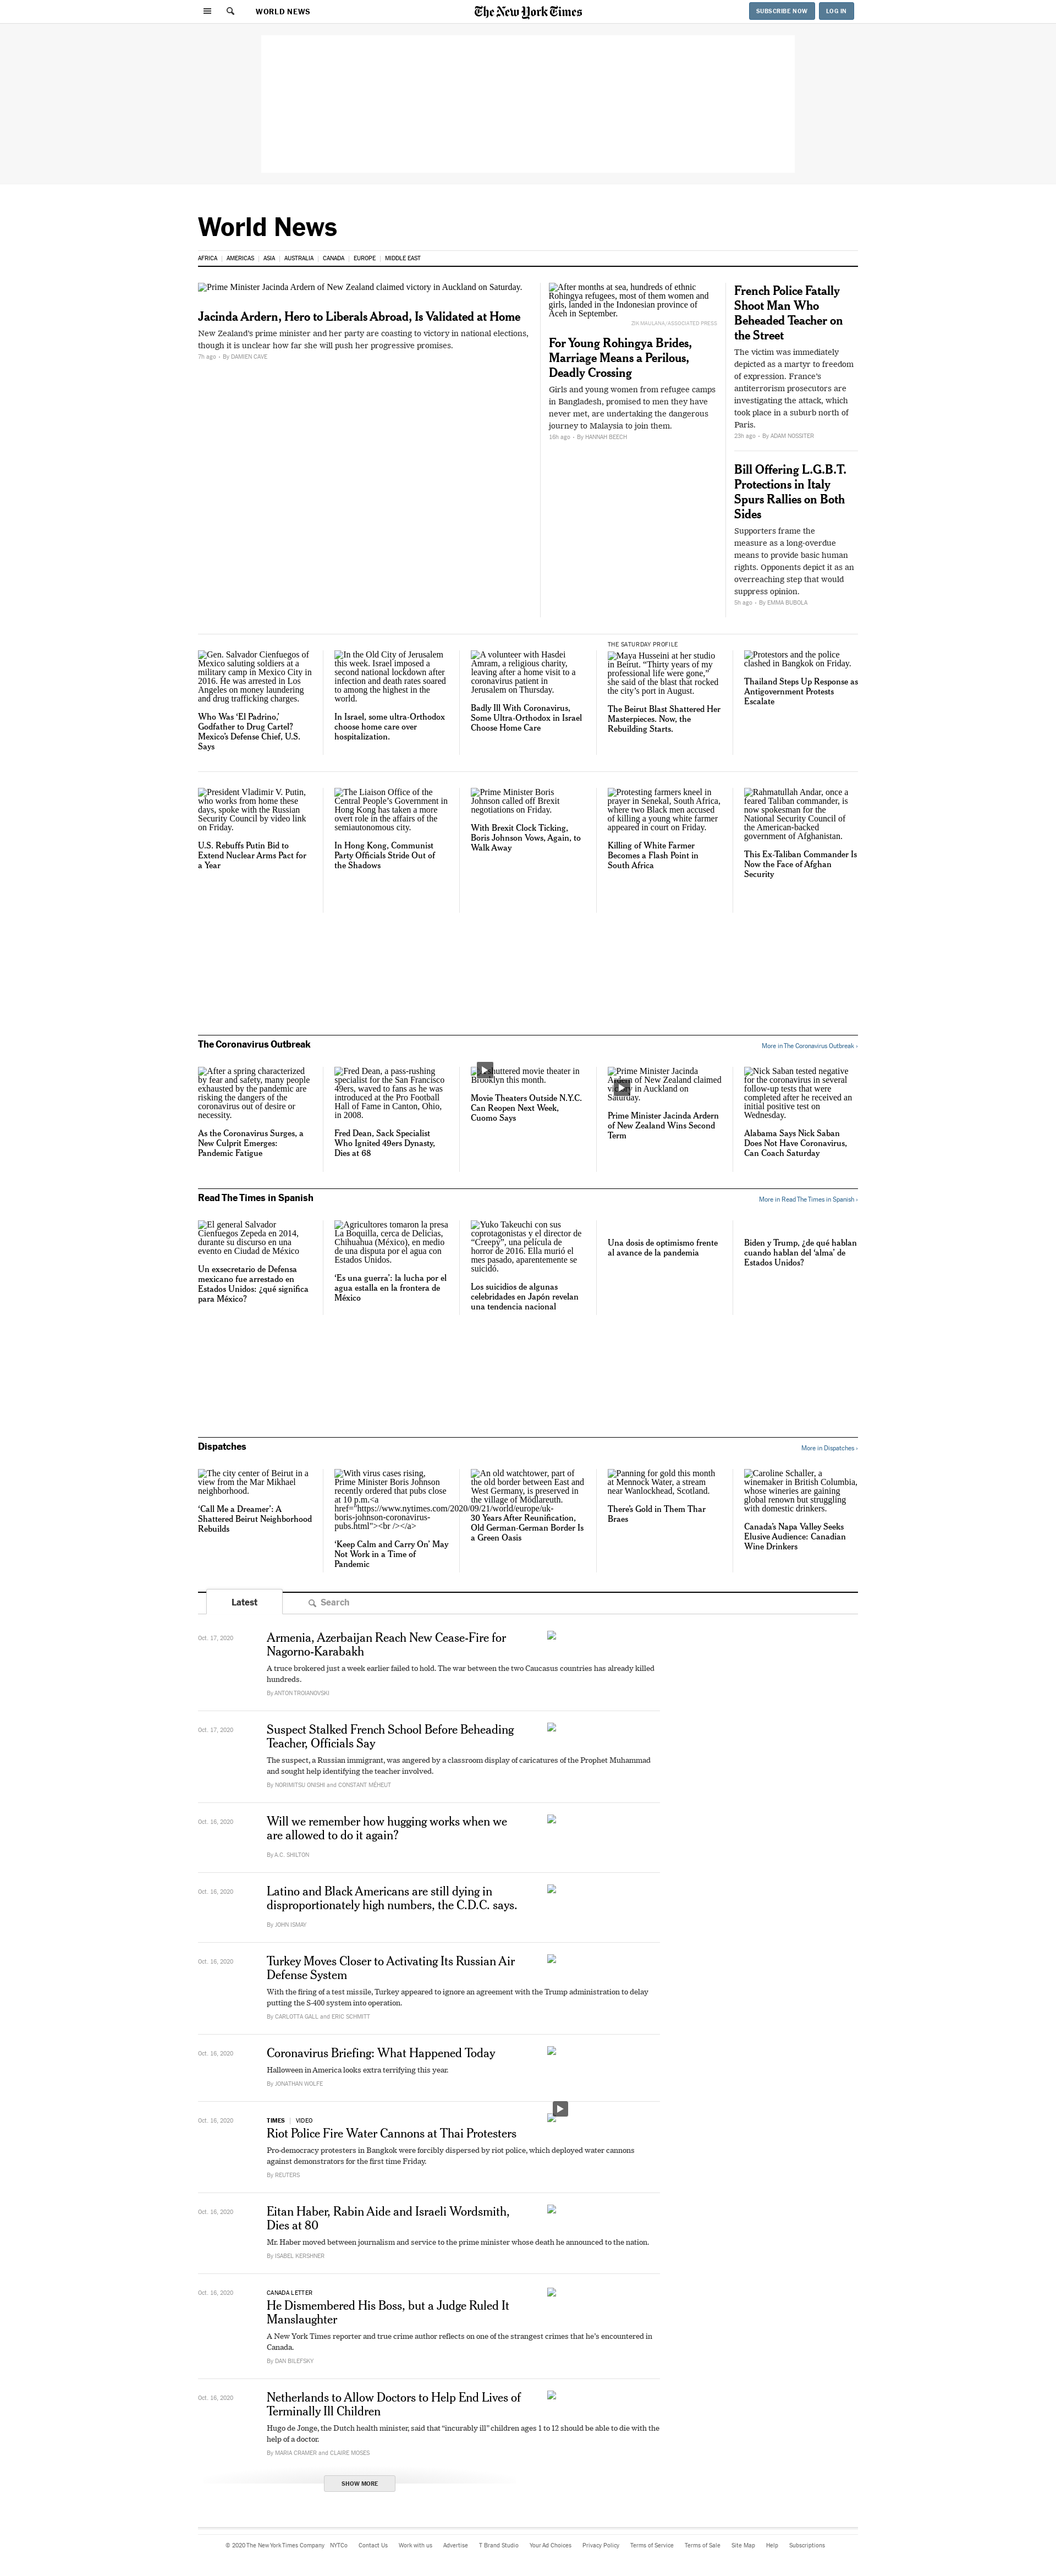 WORLD NEWS
The New York Times
SUBSCRIBE NOW
LOG IN
World News
AFRICA | AMERICAS | ASIA | AUSTRALIA | CANADA | EUROPE | MIDDLE EAST
Prime Minister Jacinda Ardern of New Zealand claimed victory in Auckland on Saturday.
Jacinda Ardern, Hero to Liberals Abroad, Is Validated at Home
New Zealand's prime minister and her party are coasting to victory in national elections,
though it is unclear how far she will push her progressive promises.
7h ago · By DAMIEN CAVE
After months at sea, hundreds of ethnic
Rohingya refugees, most of them women and
girls, landed in the Indonesian province of
Aceh in September.
ZIK MAULANA/ASSOCIATED PRESS
For Young Rohingya Brides,
Marriage Means a Perilous,
Deadly Crossing
Girls and young women from refugee camps
in Bangladesh, promised to men they have
never met, are undertaking the dangerous
journey to Malaysia to join them.
16h ago · By HANNAH BEECH
French Police Fatally
Shoot Man Who
Beheaded Teacher on
the Street
The victim was immediately
depicted as a martyr to freedom
of expression. France's
antiterrorism prosecutors are
investigating the attack, which
took place in a suburb north of
Paris.
23h ago · By ADAM NOSSITER
Bill Offering L.G.B.T.
Protections in Italy
Spurs Rallies on Both
Sides
Supporters frame the
measure as a long-overdue
means to provide basic human
rights. Opponents depict it as an
overreaching step that would
suppress opinion.
5h ago · By EMMA BUBOLA
Gen. Salvador Cienfuegos of
Mexico saluting soldiers at a
military camp in Mexico City in
2016. He was arrested in Los
Angeles on money laundering
and drug trafficking charges.
Who Was ‘El Padrino,’
Godfather to Drug Cartel?
Mexico's Defense Chief, U.S.
Says
In the Old City of Jerusalem
this week. Israel imposed a
second national lockdown after
infection and death rates soared
to among the highest in the
world.
In Israel, some ultra-Orthodox
choose home care over
hospitalization.
A volunteer with Hasdei
Amram, a religious charity,
leaving after a home visit to a
coronavirus patient in
Jerusalem on Thursday.
Badly Ill With Coronavirus,
Some Ultra-Orthodox in Israel
Choose Home Care
THE SATURDAY PROFILE
Maya Husseini at her studio
in Beirut. “Thirty years of my
professional life were gone,”
she said of the blast that rocked
the city's port in August.
The Beirut Blast Shattered Her
Masterpieces. Now, the
Rebuilding Starts.
Protestors and the police
clashed in Bangkok on Friday.
Thailand Steps Up Response as
Antigovernment Protests
Escalate
President Vladimir V. Putin,
who works from home these
days, spoke with the Russian
Security Council by video link
on Friday.
U.S. Rebuffs Putin Bid to
Extend Nuclear Arms Pact for
a Year
The Liaison Office of the
Central People's Government in
Hong Kong has taken a more
overt role in the affairs of the
semiautonomous city.
In Hong Kong, Communist
Party Officials Stride Out of
the Shadows
Prime Minister Boris
Johnson called off Brexit
negotiations on Friday.
With Brexit Clock Ticking,
Boris Johnson Vows, Again, to
Walk Away
Protesting farmers kneel in
prayer in Senekal, South Africa,
where two Black men accused
of killing a young white farmer
appeared in court on Friday.
Killing of White Farmer
Becomes a Flash Point in
South Africa
Rahmatullah Andar, once a
feared Taliban commander, is
now spokesman for the
National Security Council of
the American-backed
government of Afghanistan.
This Ex-Taliban Commander Is
Now the Face of Afghan
Security
The Coronavirus Outbreak
More in The Coronavirus Outbreak ›
After a spring characterized
by fear and safety, many people
exhausted by the pandemic are
risking the dangers of the
coronavirus out of desire or
necessity.
As the Coronavirus Surges, a
New Culprit Emerges:
Pandemic Fatigue
Fred Dean, a pass-rushing
specialist for the San Francisco
49ers, waved to fans as he was
introduced at the Pro Football
Hall of Fame in Canton, Ohio,
in 2008.
Fred Dean, Sack Specialist
Who Ignited 49ers Dynasty,
Dies at 68
uttered movie theater in
Brooklyn this month.
Movie Theaters Outside N.Y.C.
Can Reopen Next Week,
Cuomo Says
Prime Minister Jacinda
Ardern of New Zealand claimed
victory in Auckland on
Saturday.
Prime Minister Jacinda Ardern
of New Zealand Wins Second
Term
Nick Saban tested negative
for the coronavirus in several
follow-up tests that were
completed after he received an
initial positive test on
Wednesday.
Alabama Says Nick Saban
Does Not Have Coronavirus,
Can Coach Saturday
Read The Times in Spanish
More in Read The Times in Spanish ›
El general Salvador
Cienfuegos Zepeda en 2014,
durante su discurso en una
evento en Ciudad de México
Un exsecretario de Defensa
mexicano fue arrestado en
Estados Unidos: ¿qué significa
para México?
Agricultores tomaron la presa
La Boquilla, cerca de Delicias,
Chihuahua (México), en medio
de una disputa por el agua con
Estados Unidos.
‘Es una guerra’: la lucha por el
agua estalla en la frontera de
México
Yuko Takeuchi con sus
coprotagonistas y el director de
“Creepy”, una película de
horror de 2016. Ella murió el
mes pasado, aparentemente se
suicidó.
Los suicidios de algunas
celebridades en Japón revelan
una tendencia nacional
Una dosis de optimismo frente
al avance de la pandemia
Biden y Trump, ¿de qué hablan
cuando hablan del ‘alma’ de
Estados Unidos?
Dispatches
More in Dispatches ›
The city center of Beirut in a
view from the Mar Mikhael
neighborhood.
‘Call Me a Dreamer’: A
Shattered Beirut Neighborhood
Rebuilds
With virus cases rising,
Prime Minister Boris Johnson
recently ordered that pubs close
at 10 p.m.<a
href="https://www.nytimes.com/2020/09/21/world/europe/uk-
boris-johnson-coronavirus-
pubs.html"><br /></a>
‘Keep Calm and Carry On’ May
Not Work in a Time of
Pandemic
An old watchtower, part of
the old border between East and
West Germany, is preserved in
the village of Mödlareuth.
30 Years After Reunification,
Old German-German Border Is
a Green Oasis
Panning for gold this month
at Mennock Water, a stream
near Wanlockhead, Scotland.
There's Gold in Them Thar
Braes
Caroline Schaller, a
winemaker in British Columbia,
whose wineries are gaining
global renown but struggling
with domestic drinkers.
Canada's Napa Valley Seeks
Elusive Audience: Canadian
Wine Drinkers
Latest
Search
Oct. 17, 2020
Armenia, Azerbaijan Reach New Cease-Fire for
Nagorno-Karabakh
A truce brokered just a week earlier failed to hold. The war between the two Caucasus countries has already killed
hundreds.
By ANTON TROIANOVSKI
Oct. 17, 2020
Suspect Stalked French School Before Beheading
Teacher, Officials Say
The suspect, a Russian immigrant, was angered by a classroom display of caricatures of the Prophet Muhammad
and sought help identifying the teacher involved.
By NORIMITSU ONISHI and CONSTANT MÉHEUT
Oct. 16, 2020
Will we remember how hugging works when we
are allowed to do it again?
By A.C. SHILTON
Oct. 16, 2020
Latino and Black Americans are still dying in
disproportionately high numbers, the C.D.C. says.
By JOHN ISMAY
Oct. 16, 2020
Turkey Moves Closer to Activating Its Russian Air
Defense System
With the firing of a test missile, Turkey appeared to ignore an agreement with the Trump administration to delay
putting the S-400 system into operation.
By CARLOTTA GALL and ERIC SCHMITT
Oct. 16, 2020
Coronavirus Briefing: What Happened Today
Halloween in America looks extra terrifying this year.
By JONATHAN WOLFE
Oct. 16, 2020
TIMES | VIDEO
Riot Police Fire Water Cannons at Thai Protesters
Pro-democracy protesters in Bangkok were forcibly dispersed by riot police, which deployed water cannons
against demonstrators for the first time Friday.
By REUTERS
Oct. 16, 2020
Eitan Haber, Rabin Aide and Israeli Wordsmith,
Dies at 80
Mr. Haber moved between journalism and service to the prime minister whose death he announced to the nation.
By ISABEL KERSHNER
Oct. 16, 2020
CANADA LETTER
He Dismembered His Boss, but a Judge Ruled It
Manslaughter
A New York Times reporter and true crime author reflects on one of the strangest crimes that he's encountered in
Canada.
By DAN BILEFSKY
Oct. 16, 2020
Netherlands to Allow Doctors to Help End Lives of
Terminally Ill Children
Hugo de Jonge, the Dutch health minister, said that “incurably ill” children ages 1 to 12 should be able to die with the
help of a doctor.
By MARIA CRAMER and CLAIRE MOSES
SHOW MORE
© 2020 The New York Times Company NYTCo Contact Us Work with us Advertise T Brand Studio Your Ad Choices Privacy Policy Terms of Service Terms of Sale Site Map Help Subscriptions